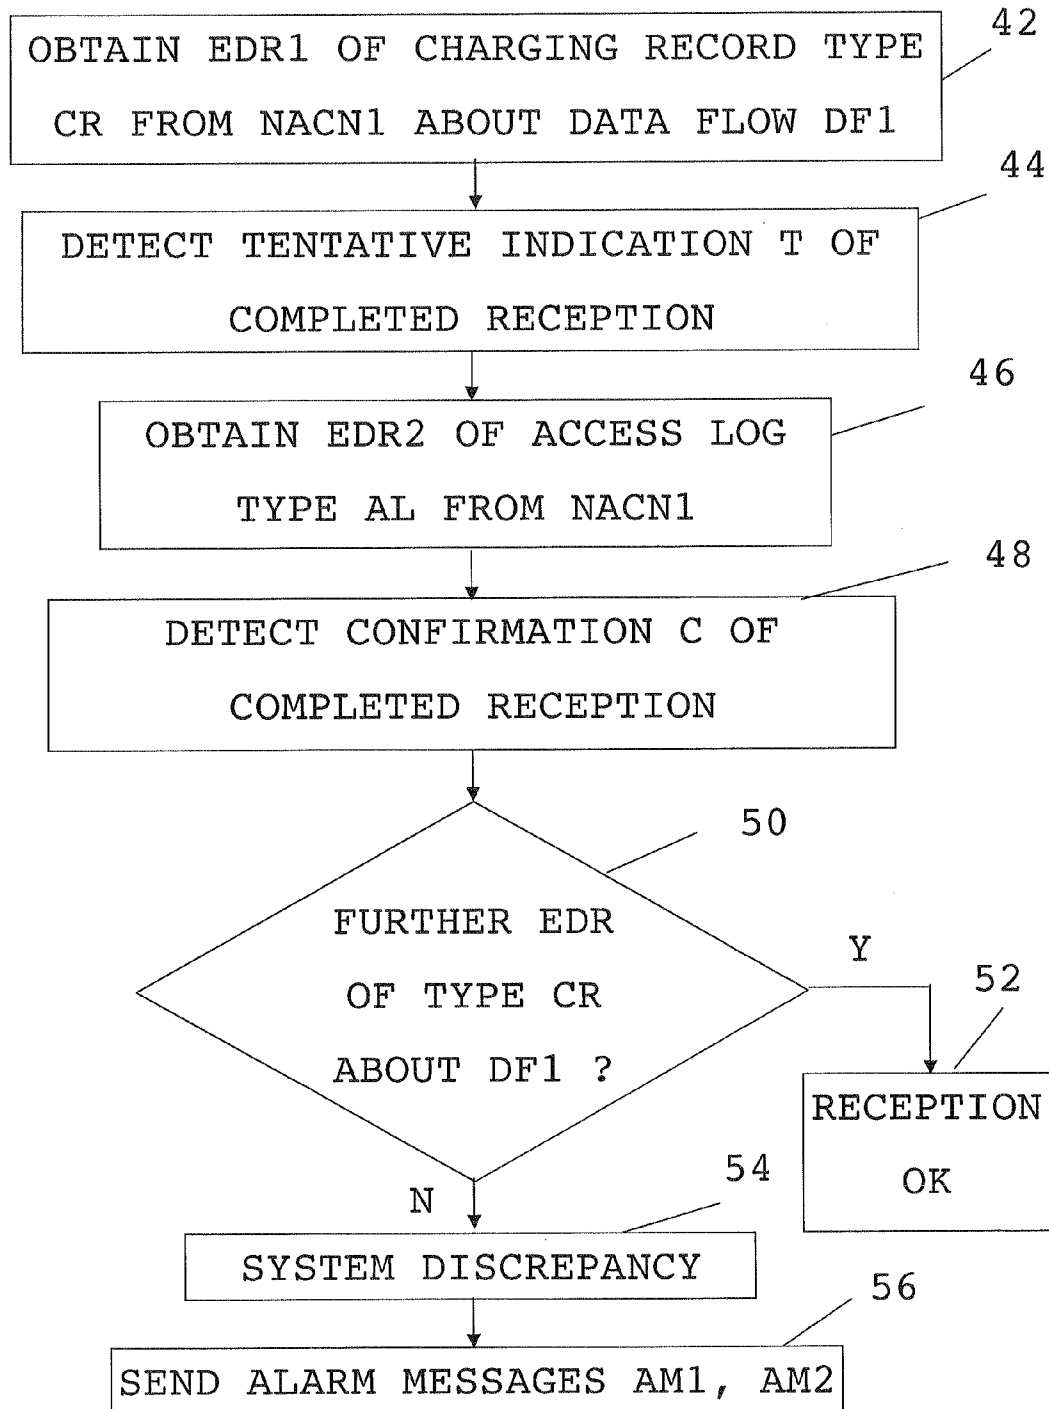 42
OBTAIN EDR1 OF CHARGING RECORD TYPE
CR FROM NACN1 ABOUT DATA FLOW DF1
44
DETECT TENTATIVE INDICATION T OF
COMPLETED RECEPTION
46
OBTAIN EDR2 OF ACCESS LOG
TYPE AL FROM NACN1
48
DETECT CONFIRMATION C OF
COMPLETED RECEPTION
50
FURTHER EDR
OF TYPE CR
ABOUT DF1 ?
Y
52
RECEPTION
OK
N
54
SYSTEM DISCREPANCY
56
SEND ALARM MESSAGES AM1, AM2